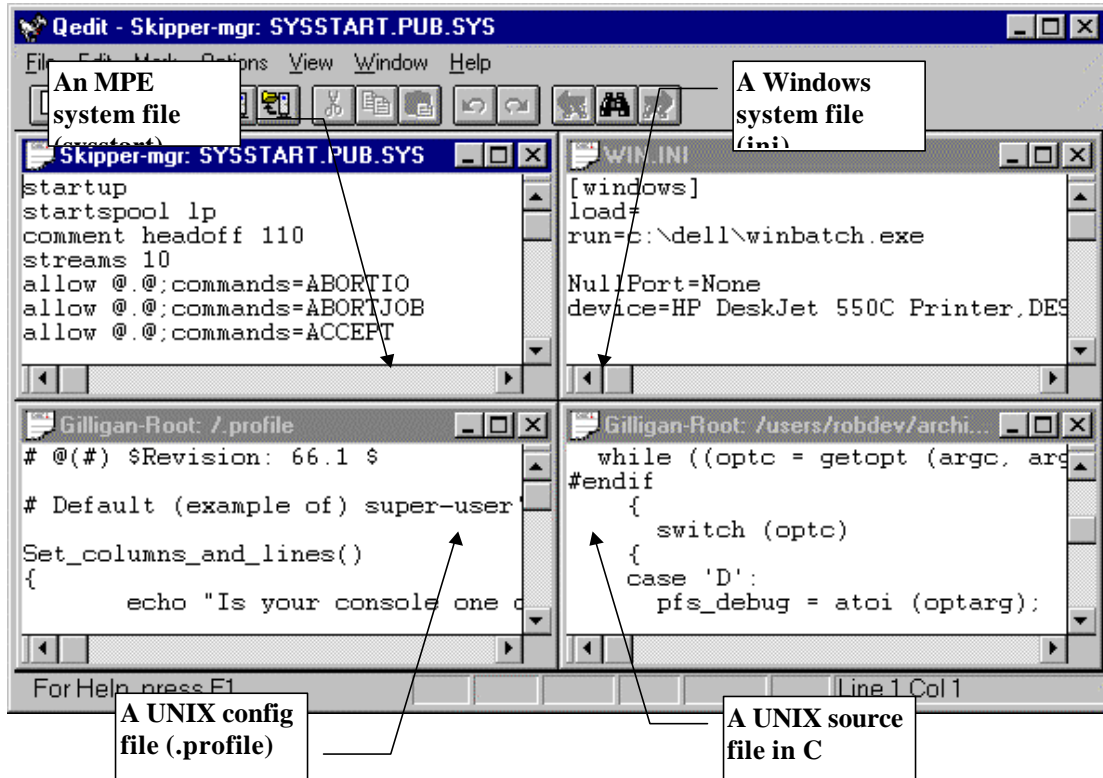 Qedit - Skipper-mgr: SYSSTART.PUB.SYS
File Edit Mark Options View Window Help
An MPE
system file
(sysstart)
A Windows
system file
(ini)
Skipper-mgr: SYSSTART.PUB.SYS
startup
startspool lp
comment headoff 110
streams 10
allow @.@;commands=ABORTIO
allow @.@;commands=ABORTJOB
allow @.@;commands=ACCEPT
WIN.INI
[windows]
load=
run=c:\dell\winbatch.exe
NullPort=None
device=HP DeskJet 550C Printer,DES
Gilligan-Root: /.profile
# @(#) $Revision: 66.1 $
# Default (example of) super-user'
Set_columns_and_lines()
{
echo "Is your console one o
Gilligan-Root: /users/robdev/archi...
while ((optc = getopt (argc, arg
#endif
{
switch (optc)
{
case 'D':
pfs_debug = atoi (optarg);
For Help, press F1
Line 1 Col 1
A UNIX config
file (.profile)
A UNIX source
file in C